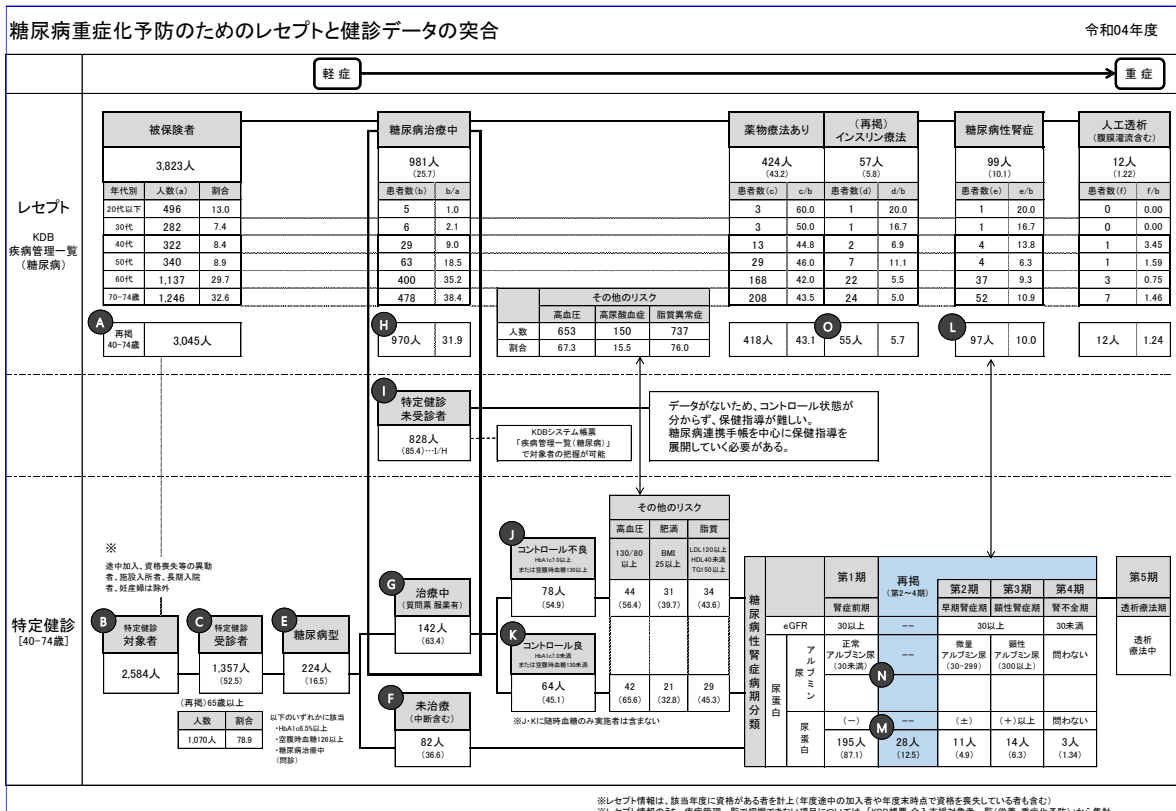 糖尿病重症化予防のためのレセプトと健診データの突合
令和04年度
軽症
重症
レセプト
KDB
疾病管理一覧
(糖尿病)
被保険者
3,823人
年代別 人数(a) 割合
20代以下 496 13.0
30代 282 7.4
40代 322 8.4
50代 340 8.9
60代 1,137 29.7
70-74歳 1,246 32.6
A
再掲
40-74歳
3,045人
糖尿病治療中
981人
(25.7)
患者数(b) b/a
5 1.0
6 2.1
29 9.0
63 18.5
400 35.2
478 38.4
H
970人 31.9
その他のリスク
高血圧 高尿酸血症 脂質異常症
人数 653 150 737
割合 67.3 15.5 76.0
薬物療法あり
424人
(43.2)
患者数(c) c/b
3 60.0
3 50.0
13 44.8
29 46.0
168 42.0
208 43.5
418人 43.1
(再掲)
インスリン療法
57人
(5.8)
患者数(d) d/b
1 20.0
1 16.7
2 6.9
7 11.1
22 5.5
24 5.0
O
55人 5.7
糖尿病性腎症
99人
(10.1)
患者数(e) e/b
1 20.0
1 16.7
4 13.8
4 6.3
37 9.3
52 10.9
L
97人 10.0
人工透析
(腹膜灌流含む)
12人
(1.22)
患者数(f) f/b
0 0.00
0 0.00
1 3.45
1 1.59
3 0.75
7 1.46
12人 1.24
I
特定健診
未受診者
828人
(85.4)…I/H
KDBシステム帳票
「疾病管理一覧(糖尿病)」
で対象者の把握が可能
データがないため、コントロール状態が
分からず、保健指導が難しい。
糖尿病連携手帳を中心に保健指導を
展開していく必要がある。
特定健診
[40-74歳]
※
途中加入、資格喪失等の異動
者、施設入所者、長期入院
者、妊産婦は除外
B
特定健診
対象者
2,584人
C
特定健診
受診者
1,357人
(52.5)
(再掲)65歳以上
人数 割合
1,070人 78.9
E
糖尿病型
224人
(16.5)
以下のいずれかに該当
・HbA1c6.5%以上
・空腹時血糖126以上
・糖尿病治療中
(問診)
G
治療中
(質問票 服薬有)
142人
(63.4)
F
未治療
(中断含む)
82人
(36.6)
J
コントロール不良
HbA1c7.0以上
または空腹時血糖130以上
78人
(54.9)
K
コントロール良
HbA1c7.0未満
または空腹時血糖130未満
64人
(45.1)
その他のリスク
高血圧 肥満 脂質
130/80
以上
BMI
25以上
LDL120以上
HDL40未満
TG150以上
44
(56.4)
31
(39.7)
34
(43.6)
42
(65.6)
21
(32.8)
29
(45.3)
※J・Kに随時血糖のみ実施者は含まない
糖尿病性腎症病期分類
第1期
再掲
(第2~4期)
第2期 第3期 第4期
腎症前期 早期腎症期 顕性腎症期 腎不全期
eGFR 30以上 -- 30以上 30未満
尿蛋白
尿アルブミン
正常
アルブミン尿
(30未満)
--
微量
アルブミン尿
(30-299)
顕性
アルブミン尿
(300以上)
問わない
N
尿蛋白
(-) -- (±) (+)以上 問わない
M
195人
(87.1)
28人
(12.5)
11人
(4.9)
14人
(6.3)
3人
(1.34)
第5期
透析療法期
透析
療法中
※レセプト情報は、該当年度に資格がある者を計上(年度途中の加入者や年度末時点で資格を喪失している者も含む)